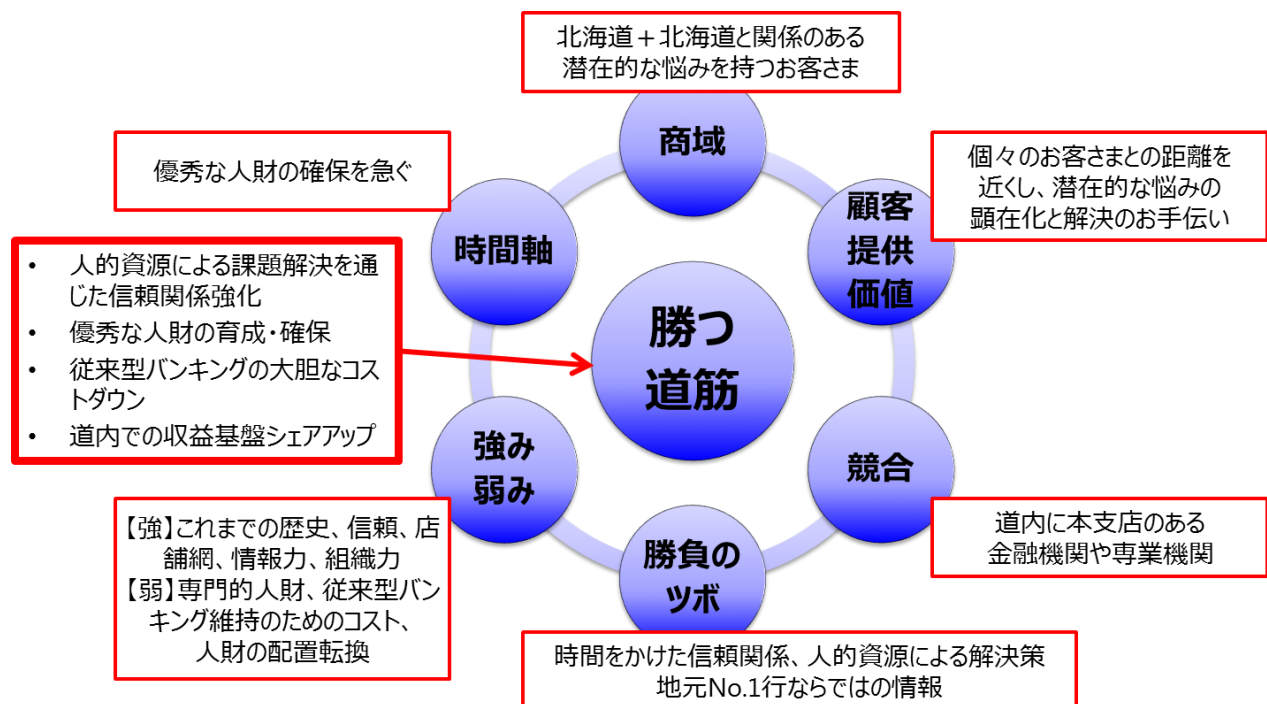 北海道＋北海道と関係のある
潜在的な悩みを持つお客さま
商域
優秀な人財の確保を急ぐ
時間軸
個々のお客さまとの距離を
近くし、潜在的な悩みの
顕在化と解決のお手伝い
顧客
提供
価値
• 人的資源による課題解決を通
じた信頼関係強化
• 優秀な人財の育成・確保
• 従来型バンキングの大胆なコス
トダウン
• 道内での収益基盤シェアアップ
勝つ
道筋
強み
弱み
競合
【強】これまでの歴史、信頼、店
舗網、情報力、組織力
【弱】専門的人財、従来型バン
キング維持のためのコスト、
人財の配置転換
勝負の
ツボ
道内に本支店のある
金融機関や専業機関
時間をかけた信頼関係、人的資源による解決策
地元No.1行ならではの情報